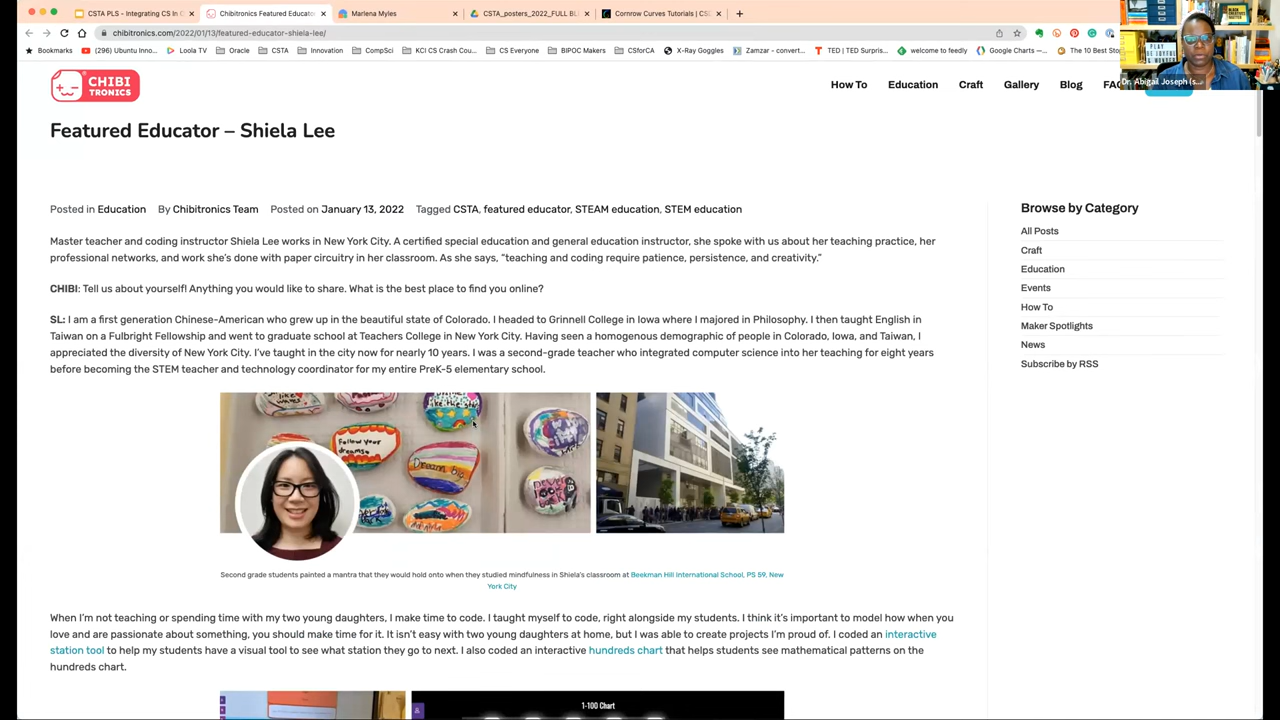 CSTA PLS - Integrating CS In C
Chibitronics Featured Educator
Marlena Myles
CSTA_posters_2022_FULL BL
Cornrow Curves Tutorials | CSD
chibitronics.com/2022/01/13/featured-educator-shiela-lee/
Bookmarks (296) Ubuntu Inno... Loola TV Oracle CSTA Innovation CompSci KCI CS Crash Cou... CS Everyone BIPOC Makers CSforCA X-Ray Goggles Zamzar - convert... TED | TED Surpris... welcome to feedly Google Charts —... The 10 Best Sto
Dr. Abigail Joseph (s...
CHIBI
TRONICS
How To Education Craft Gallery Blog FAQ
Featured Educator – Shiela Lee
Posted in Education By Chibitronics Team Posted on January 13, 2022 Tagged CSTA, featured educator, STEAM education, STEM education
Master teacher and coding instructor Shiela Lee works in New York City. A certified special education and general education instructor, she spoke with us about her teaching practice, her
professional networks, and work she's done with paper circuitry in her classroom. As she says, “teaching and coding require patience, persistence, and creativity.”
CHIBI: Tell us about yourself! Anything you would like to share. What is the best place to find you online?
SL: I am a first generation Chinese-American who grew up in the beautiful state of Colorado. I headed to Grinnell College in Iowa where I majored in Philosophy. I then taught English in
Taiwan on a Fulbright Fellowship and went to graduate school at Teachers College in New York City. Having seen a homogenous demographic of people in Colorado, Iowa, and Taiwan, I
appreciated the diversity of New York City. I've taught in the city now for nearly 10 years. I was a second-grade teacher who integrated computer science into her teaching for eight years
before becoming the STEM teacher and technology coordinator for my entire PreK-5 elementary school.
Follow your
dreams
Dream Big
Second grade students painted a mantra that they would hold onto when they studied mindfulness in Shiela's classroom at Beekman Hill International School, PS 59, New
York City
When I'm not teaching or spending time with my two young daughters, I make time to code. I taught myself to code, right alongside my students. I think it's important to model how when you
love and are passionate about something, you should make time for it. It isn't easy with two young daughters at home, but I was able to create projects I'm proud of. I coded an interactive
station tool to help my students have a visual tool to see what station they go to next. I also coded an interactive hundreds chart that helps students see mathematical patterns on the
hundreds chart.
1-100 Chart
Browse by Category
All Posts
Craft
Education
Events
How To
Maker Spotlights
News
Subscribe by RSS